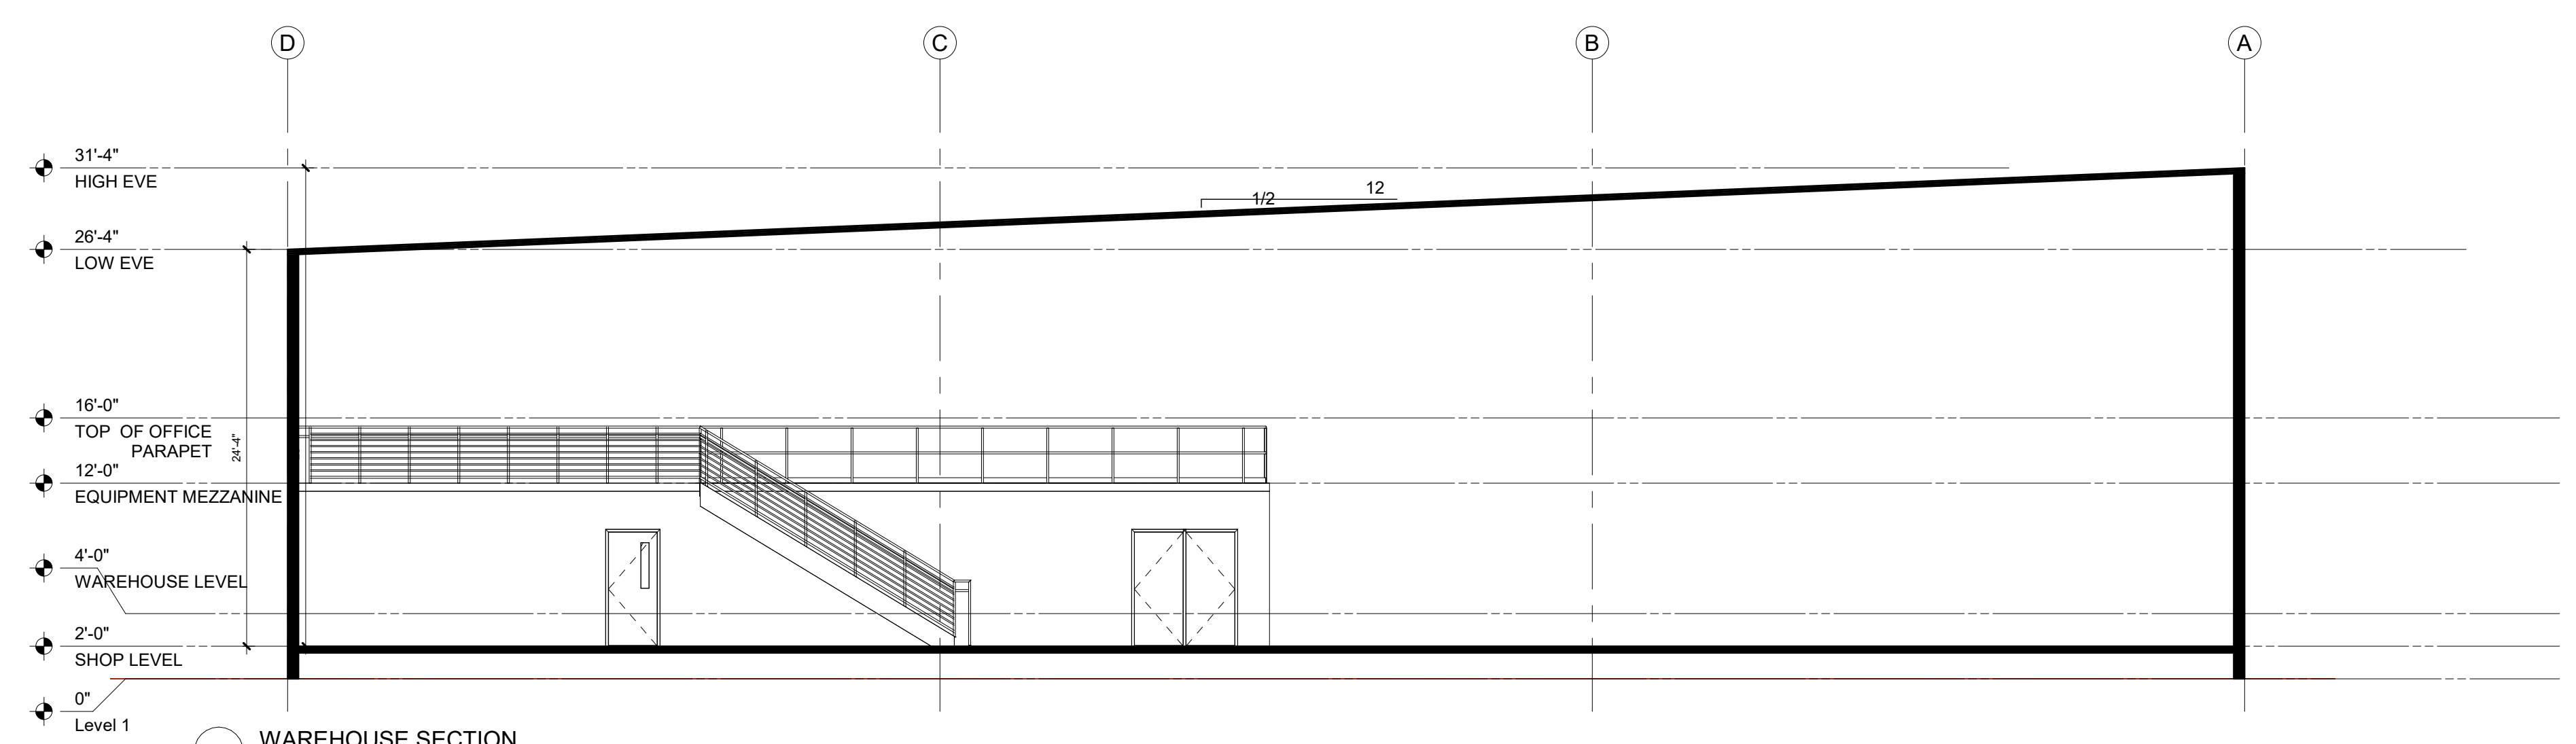 D
C
B
A
31'-4"
HIGH EVE
1/2
12
26'-4"
LOW EVE
16'-0"
TOP OF OFFICE
PARAPET
24'-4"
12'-0"
EQUIPMENT MEZZANINE
4'-0"
WAREHOUSE LEVEL
2'-0"
SHOP LEVEL
0"
Level 1
WAREHOUSE SECTION